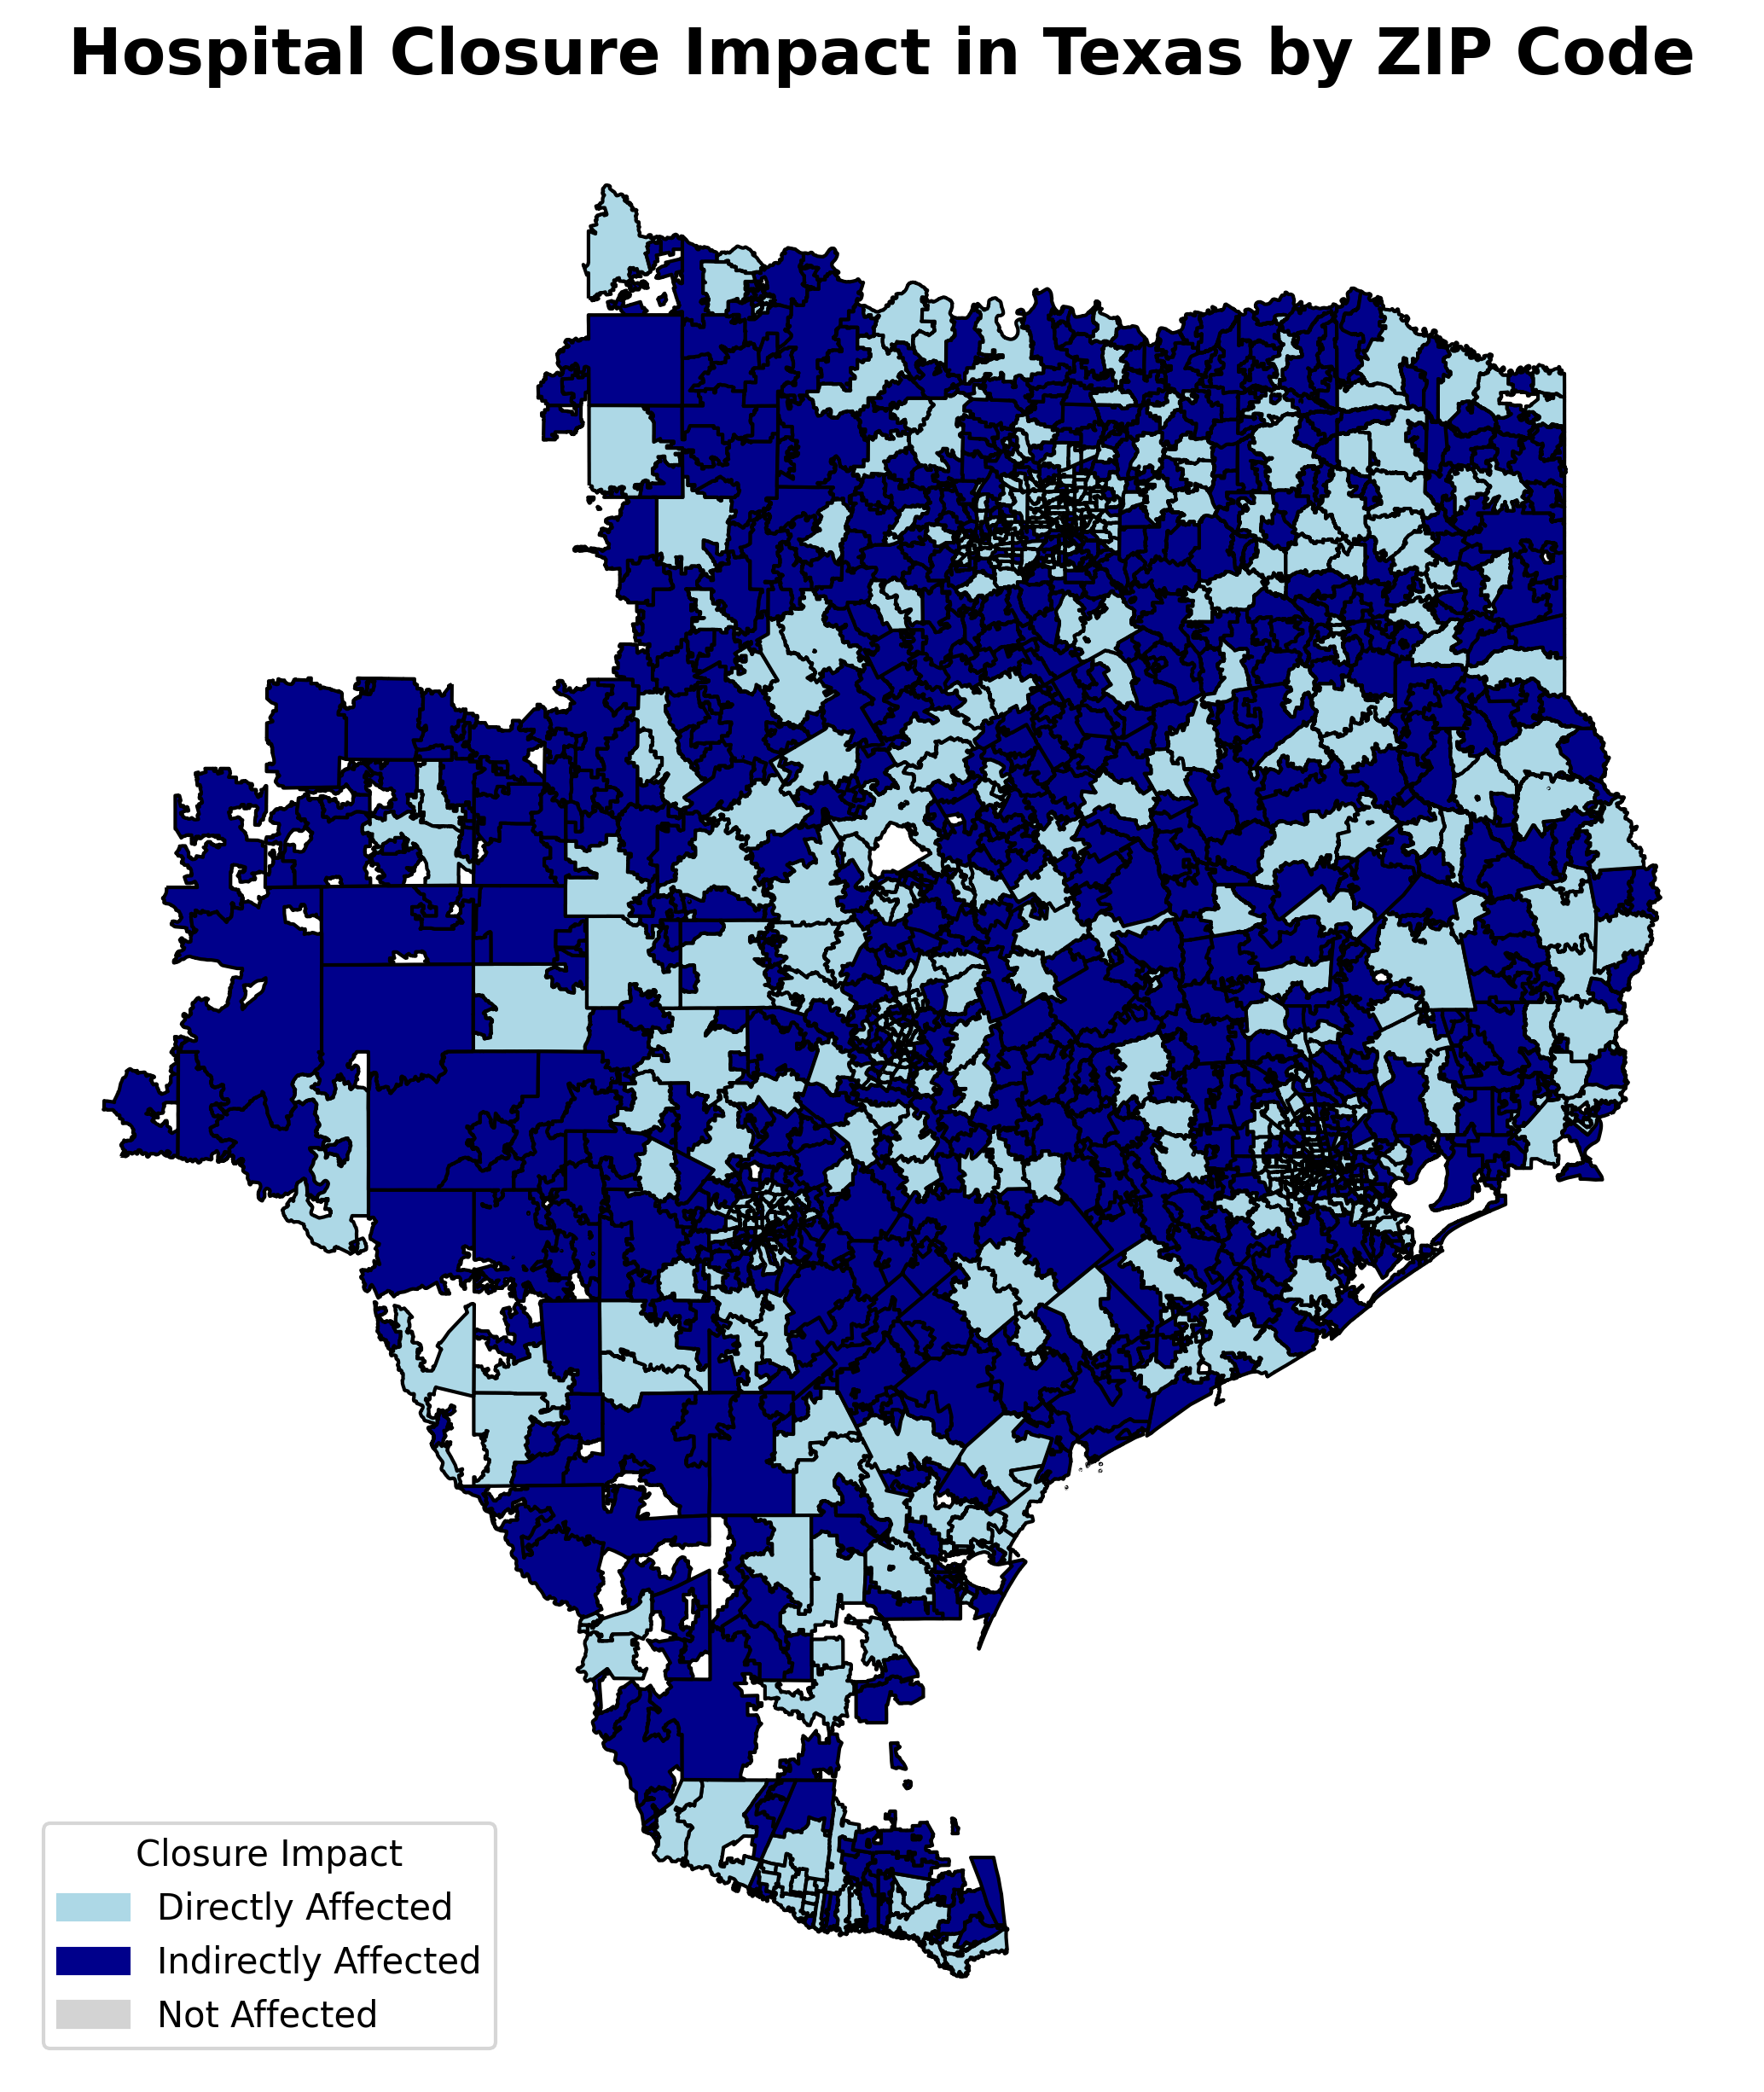 Hospital Closure Impact in Texas by ZIP Code
Closure Impact
Directly Affected
Indirectly Affected
Not Affected